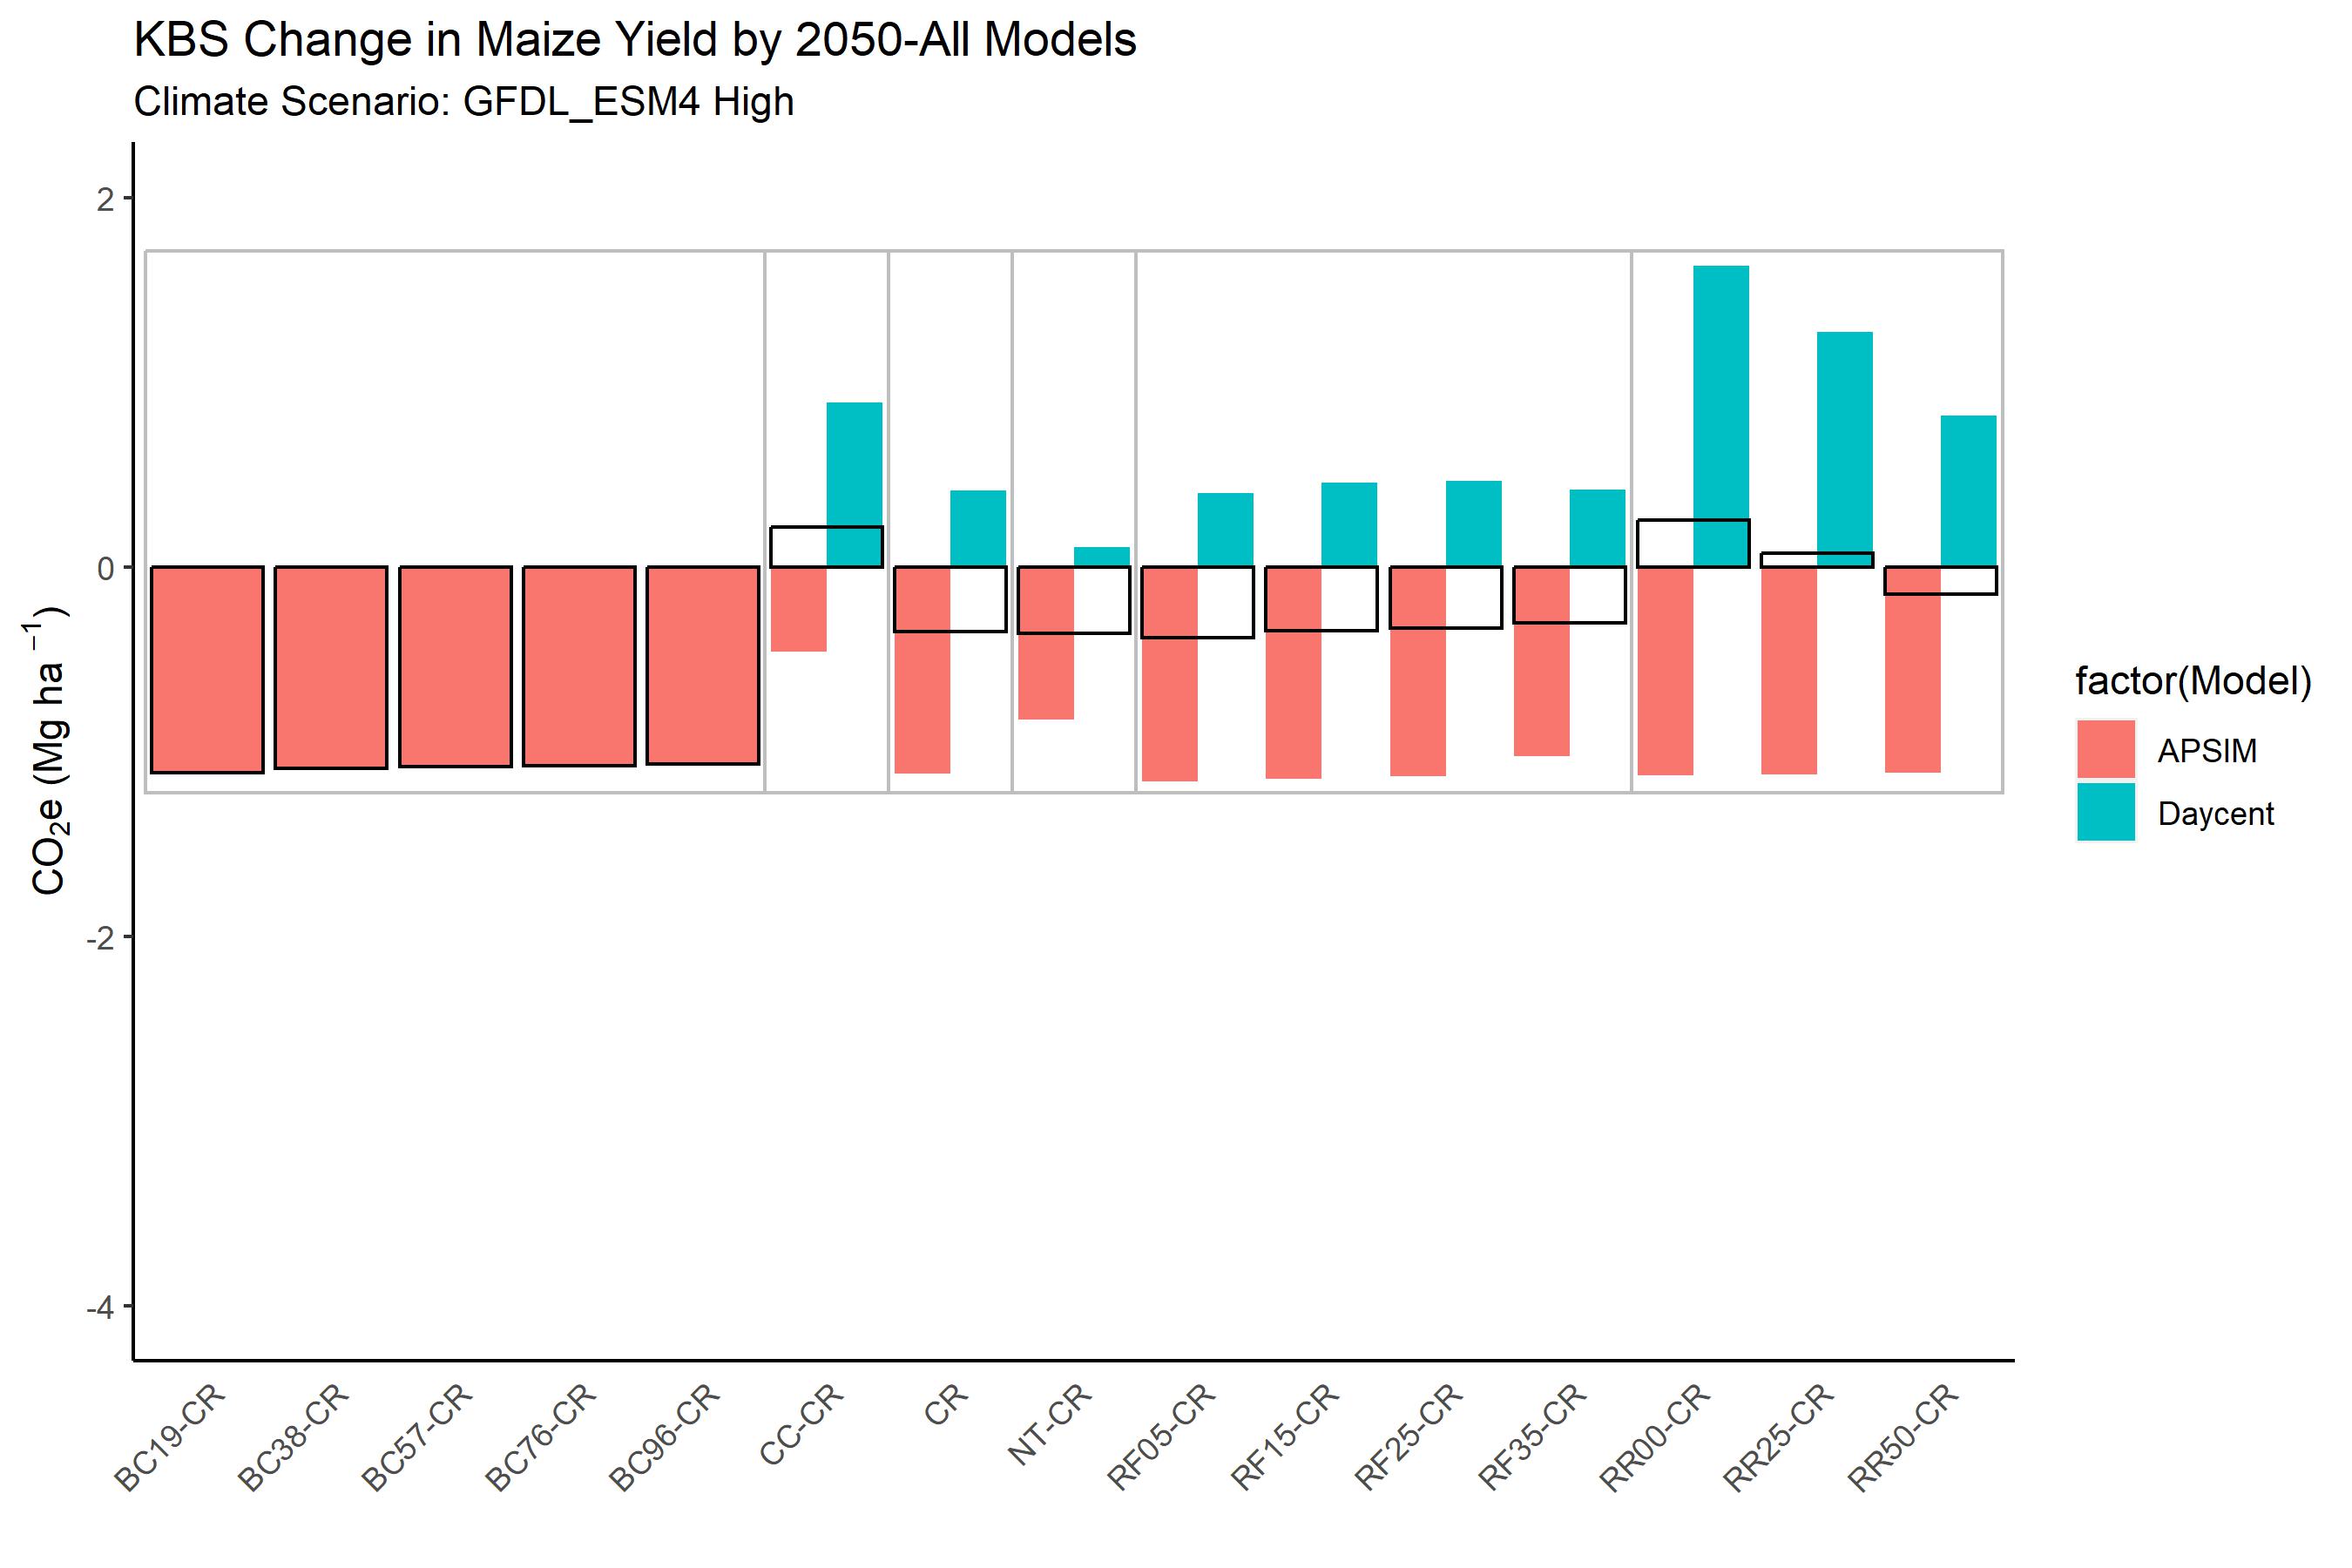 KBS Change in Maize Yield by 2050-All Models
Climate Scenario: GFDL_ESM4 High
CO₂e (Mg ha ⁻¹)
2
0
-2
-4
BC19-CR
BC38-CR
BC57-CR
BC76-CR
BC96-CR
CC-CR
CR
NT-CR
RF05-CR
RF15-CR
RF25-CR
RF35-CR
RR00-CR
RR25-CR
RR50-CR
factor(Model)
APSIM
Daycent